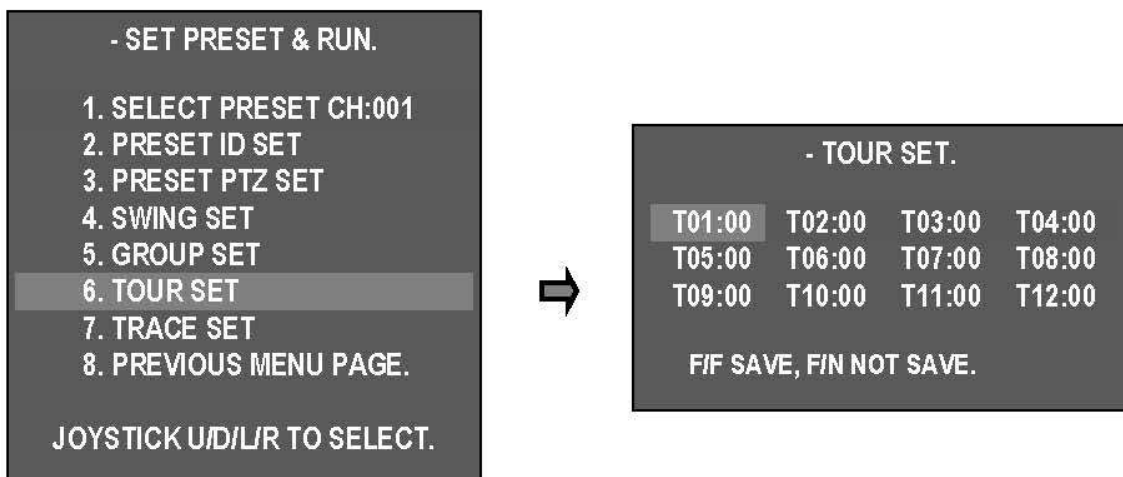 - SET PRESET & RUN.
1. SELECT PRESET CH:001
2. PRESET ID SET
3. PRESET PTZ SET
4. SWING SET
5. GROUP SET
6. TOUR SET
7. TRACE SET
8. PREVIOUS MENU PAGE.
JOYSTICK U/D/L/R TO SELECT.
- TOUR SET.
T01:00 T02:00 T03:00 T04:00
T05:00 T06:00 T07:00 T08:00
T09:00 T10:00 T11:00 T12:00
F/F SAVE, F/N NOT SAVE.